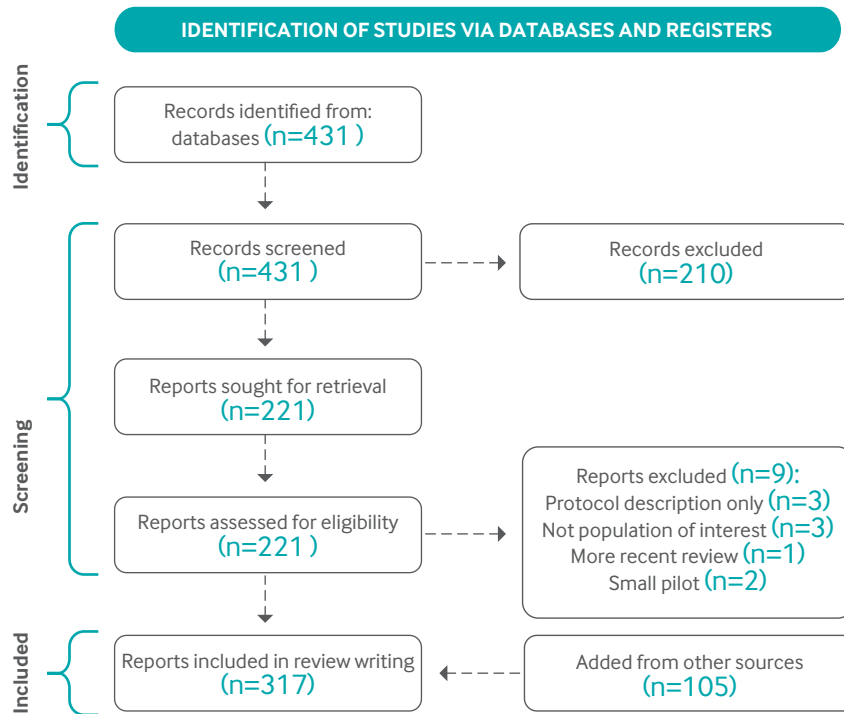 IDENTIFICATION OF STUDIES VIA DATABASES AND REGISTERS
Identification
Records identified from:
databases (n=431 )
Screening
Records screened
(n=431)
Records excluded
(n=210)
Reports sought for retrieval
(n=221)
Reports assessed for eligibility
(n=221 )
Reports excluded (n=9):
Protocol description only (n=3)
Not population of interest (n=3)
More recent review (n=1)
Small pilot (n=2)
Included
Reports included in review writing
(n=317)
Added from other sources
(n=105)